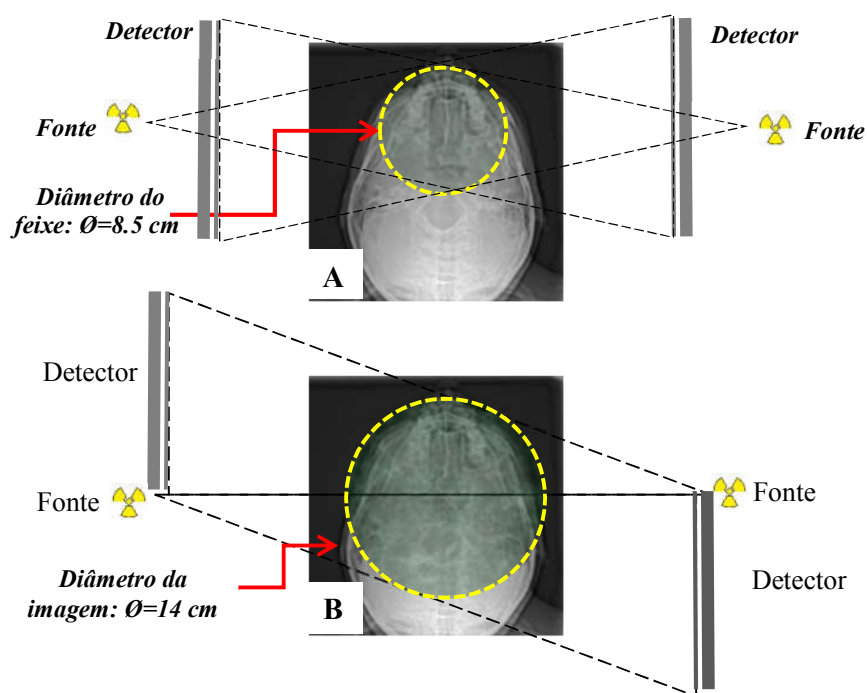 Detector
Detector
Fonte
Fonte
Diâmetro do
feixe: Ø=8.5 cm
A
Detector
Fonte
Fonte
Diâmetro da
imagem: Ø=14 cm
B
Detector